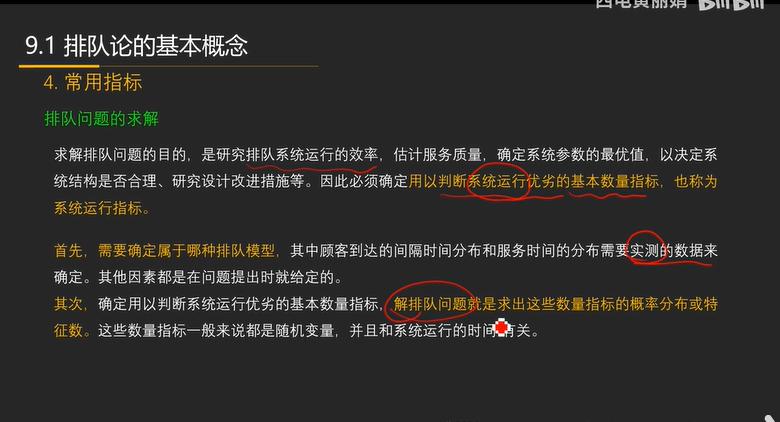 西电黄丽娟 bilibili
9.1 排队论的基本概念
4. 常用指标
排队问题的求解
求解排队问题的目的，是研究排队系统运行的效率，估计服务质量，确定系统参数的最优值，以决定系
统结构是否合理、研究设计改进措施等。因此必须确定用以判断系统运行优劣的基本数量指标，也称为
系统运行指标。
首先，需要确定属于哪种排队模型，其中顾客到达的间隔时间分布和服务时间的分布需要实测的数据来
确定。其他因素都是在问题提出时就给定的。
其次，确定用以判断系统运行优劣的基本数量指标，解排队问题就是求出这些数量指标的概率分布或特
征数。这些数量指标一般来说都是随机变量，并且和系统运行的时间有关。